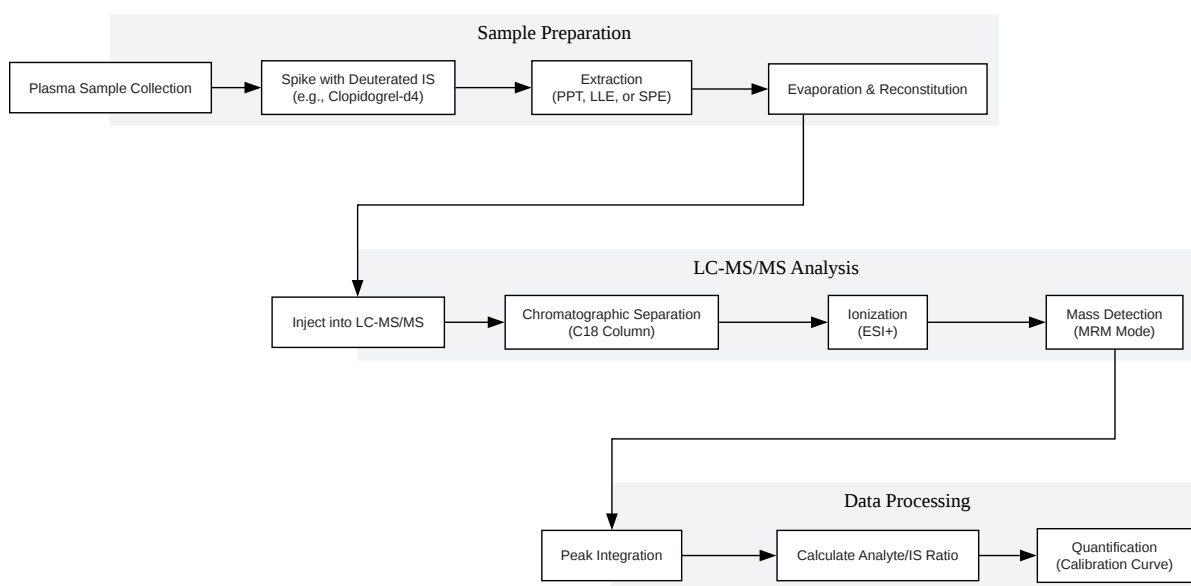 Sample Preparation
Plasma Sample Collection
Spike with Deuterated IS
(e.g., Clopidogrel-d4)
Extraction
(PPT, LLE, or SPE)
Evaporation & Reconstitution
LC-MS/MS Analysis
Inject into LC-MS/MS
Chromatographic Separation
(C18 Column)
Ionization
(ESI+)
Mass Detection
(MRM Mode)
Data Processing
Peak Integration
Calculate Analyte/IS Ratio
Quantification
(Calibration Curve)